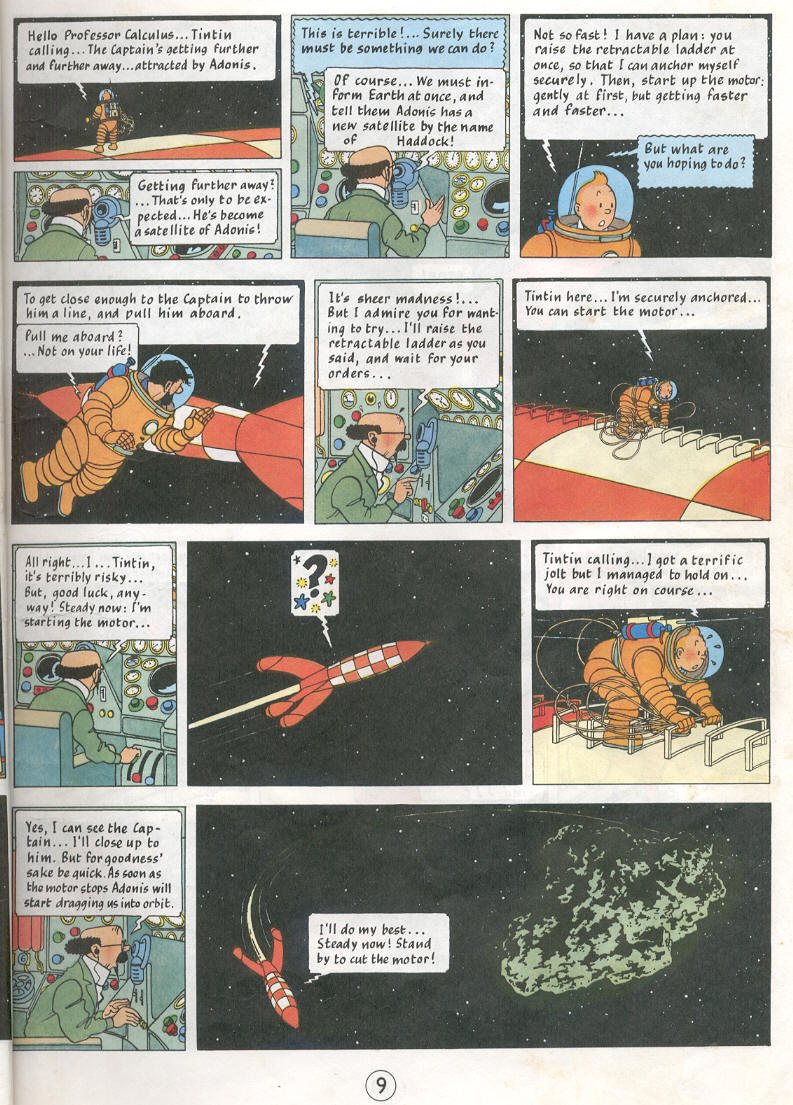 Hello Professor Calculus... Tintin
calling... The Captain's getting further
and further away...attracted by Adonis.
Getting further away?
...That's only to be ex-
pected... He's become
a satellite of Adonis!
This is terrible!... Surely there
must be something we can do?
Of course... We must in-
form Earth at once, and
tell them Adonis has a
new satellite by the name
of Haddock!
Not so fast! I have a plan: you
raise the retractable ladder at
once, so that I can anchor myself
securely. Then, start up the motor:
gently at first, but getting faster
and faster...
But what are
you hoping to do?
To get close enough to the Captain to throw
him a line, and pull him aboard.
Pull me aboard?
...Not on your life!
It's sheer madness!...
But I admire you for want-
ing to try... I'll raise the
retractable ladder as you
said, and wait for your
orders...
Tintin here... I'm securely anchored...
You can start the motor...
All right... I ... Tintin,
it's terribly risky...
But, good luck, any-
way! Steady now: I'm
starting the motor...
?
Tintin calling... I got a terrific
jolt but I managed to hold on...
You are right on course...
Yes, I can see the Cap-
tain... I'll close up to
him. But for goodness'
sake be quick. As soon as
the motor stops Adonis will
start dragging us into orbit.
I'll do my best...
Steady now! Stand
by to cut the motor!
9